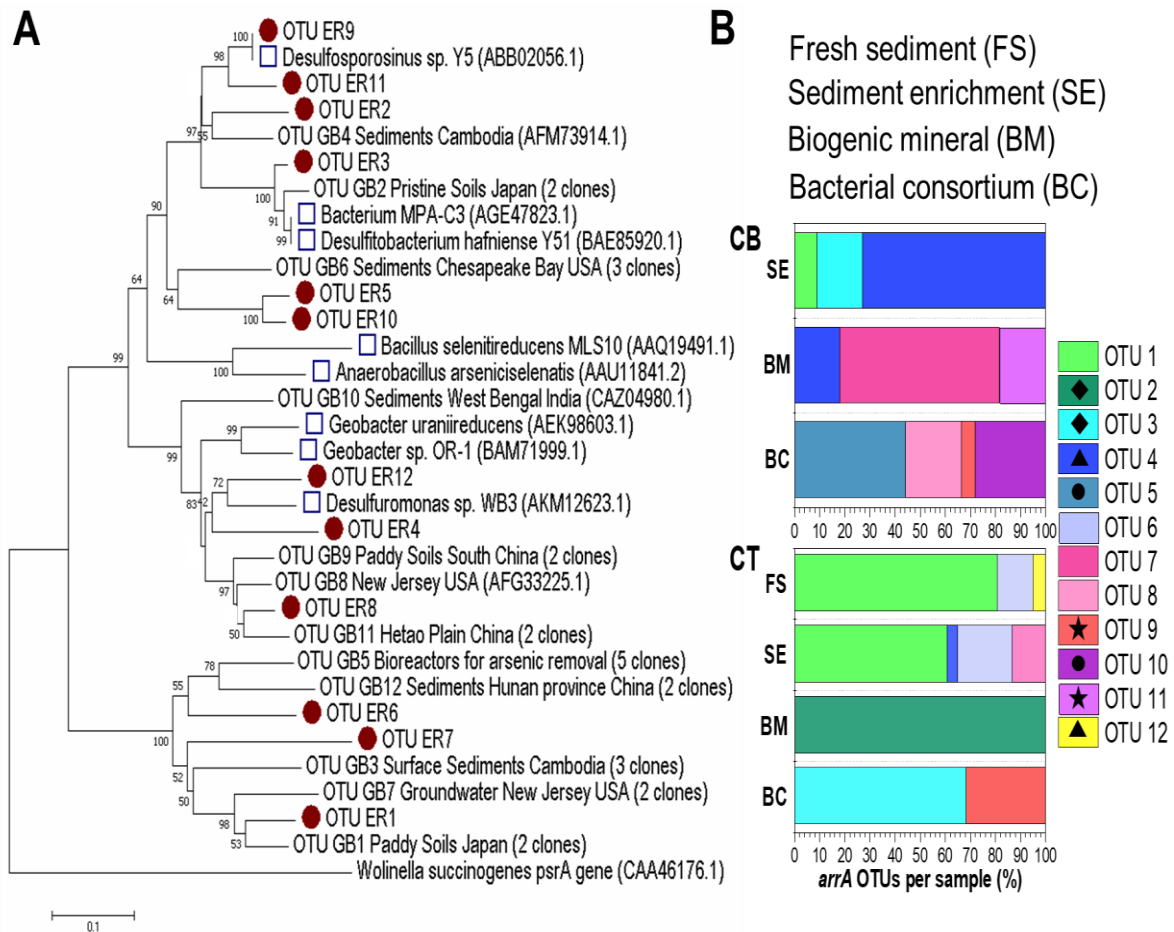 A
OTU ER9
Desulfosporosinus sp. Y5 (ABB02056.1)
OTU ER11
OTU ER2
OTU GB4 Sediments Cambodia (AFM73914.1)
OTU ER3
OTU GB2 Pristine Soils Japan (2 clones)
Bacterium MPA-C3 (AGE47823.1)
Desulfitobacterium hafniense Y51 (BAE85920.1)
OTU GB6 Sediments Chesapeake Bay USA (3 clones)
OTU ER5
OTU ER10
Bacillus selenitireducens MLS10 (AAQ19491.1)
Anaerobacillus arseniciselenatis (AAU11841.2)
OTU GB10 Sediments West Bengal India (CAZ04980.1)
Geobacter uraniireducens (AEK98603.1)
Geobacter sp. OR-1 (BAM71999.1)
OTU ER12
Desulfuromonas sp. WB3 (AKM12623.1)
OTU ER4
OTU GB9 Paddy Soils South China (2 clones)
OTU GB8 New Jersey USA (AFG33225.1)
OTU ER8
OTU GB11 Hetao Plain China (2 clones)
OTU GB5 Bioreactors for arsenic removal (5 clones)
OTU GB12 Sediments Hunan province China (2 clones)
OTU ER6
OTU ER7
OTU GB3 Surface Sediments Cambodia (3 clones)
OTU GB7 Groundwater New Jersey USA (2 clones)
OTU ER1
OTU GB1 Paddy Soils Japan (2 clones)
Wolinella succinogenes psrA gene (CAA46176.1)
100
98
97
55
100
91
99
90
64
64
100
99
99
99
83
42
72
97
50
78
55
100
52
50
98
53
0.1
B
Fresh sediment (FS)
Sediment enrichment (SE)
Biogenic mineral (BM)
Bacterial consortium (BC)
CB
SE
BM
BC
0 10 20 30 40 50 60 70 80 90 100
CT
FS
SE
BM
BC
0 10 20 30 40 50 60 70 80 90 100
arrA OTUs per sample (%)
OTU 1
OTU 2
OTU 3
OTU 4
OTU 5
OTU 6
OTU 7
OTU 8
OTU 9
OTU 10
OTU 11
OTU 12